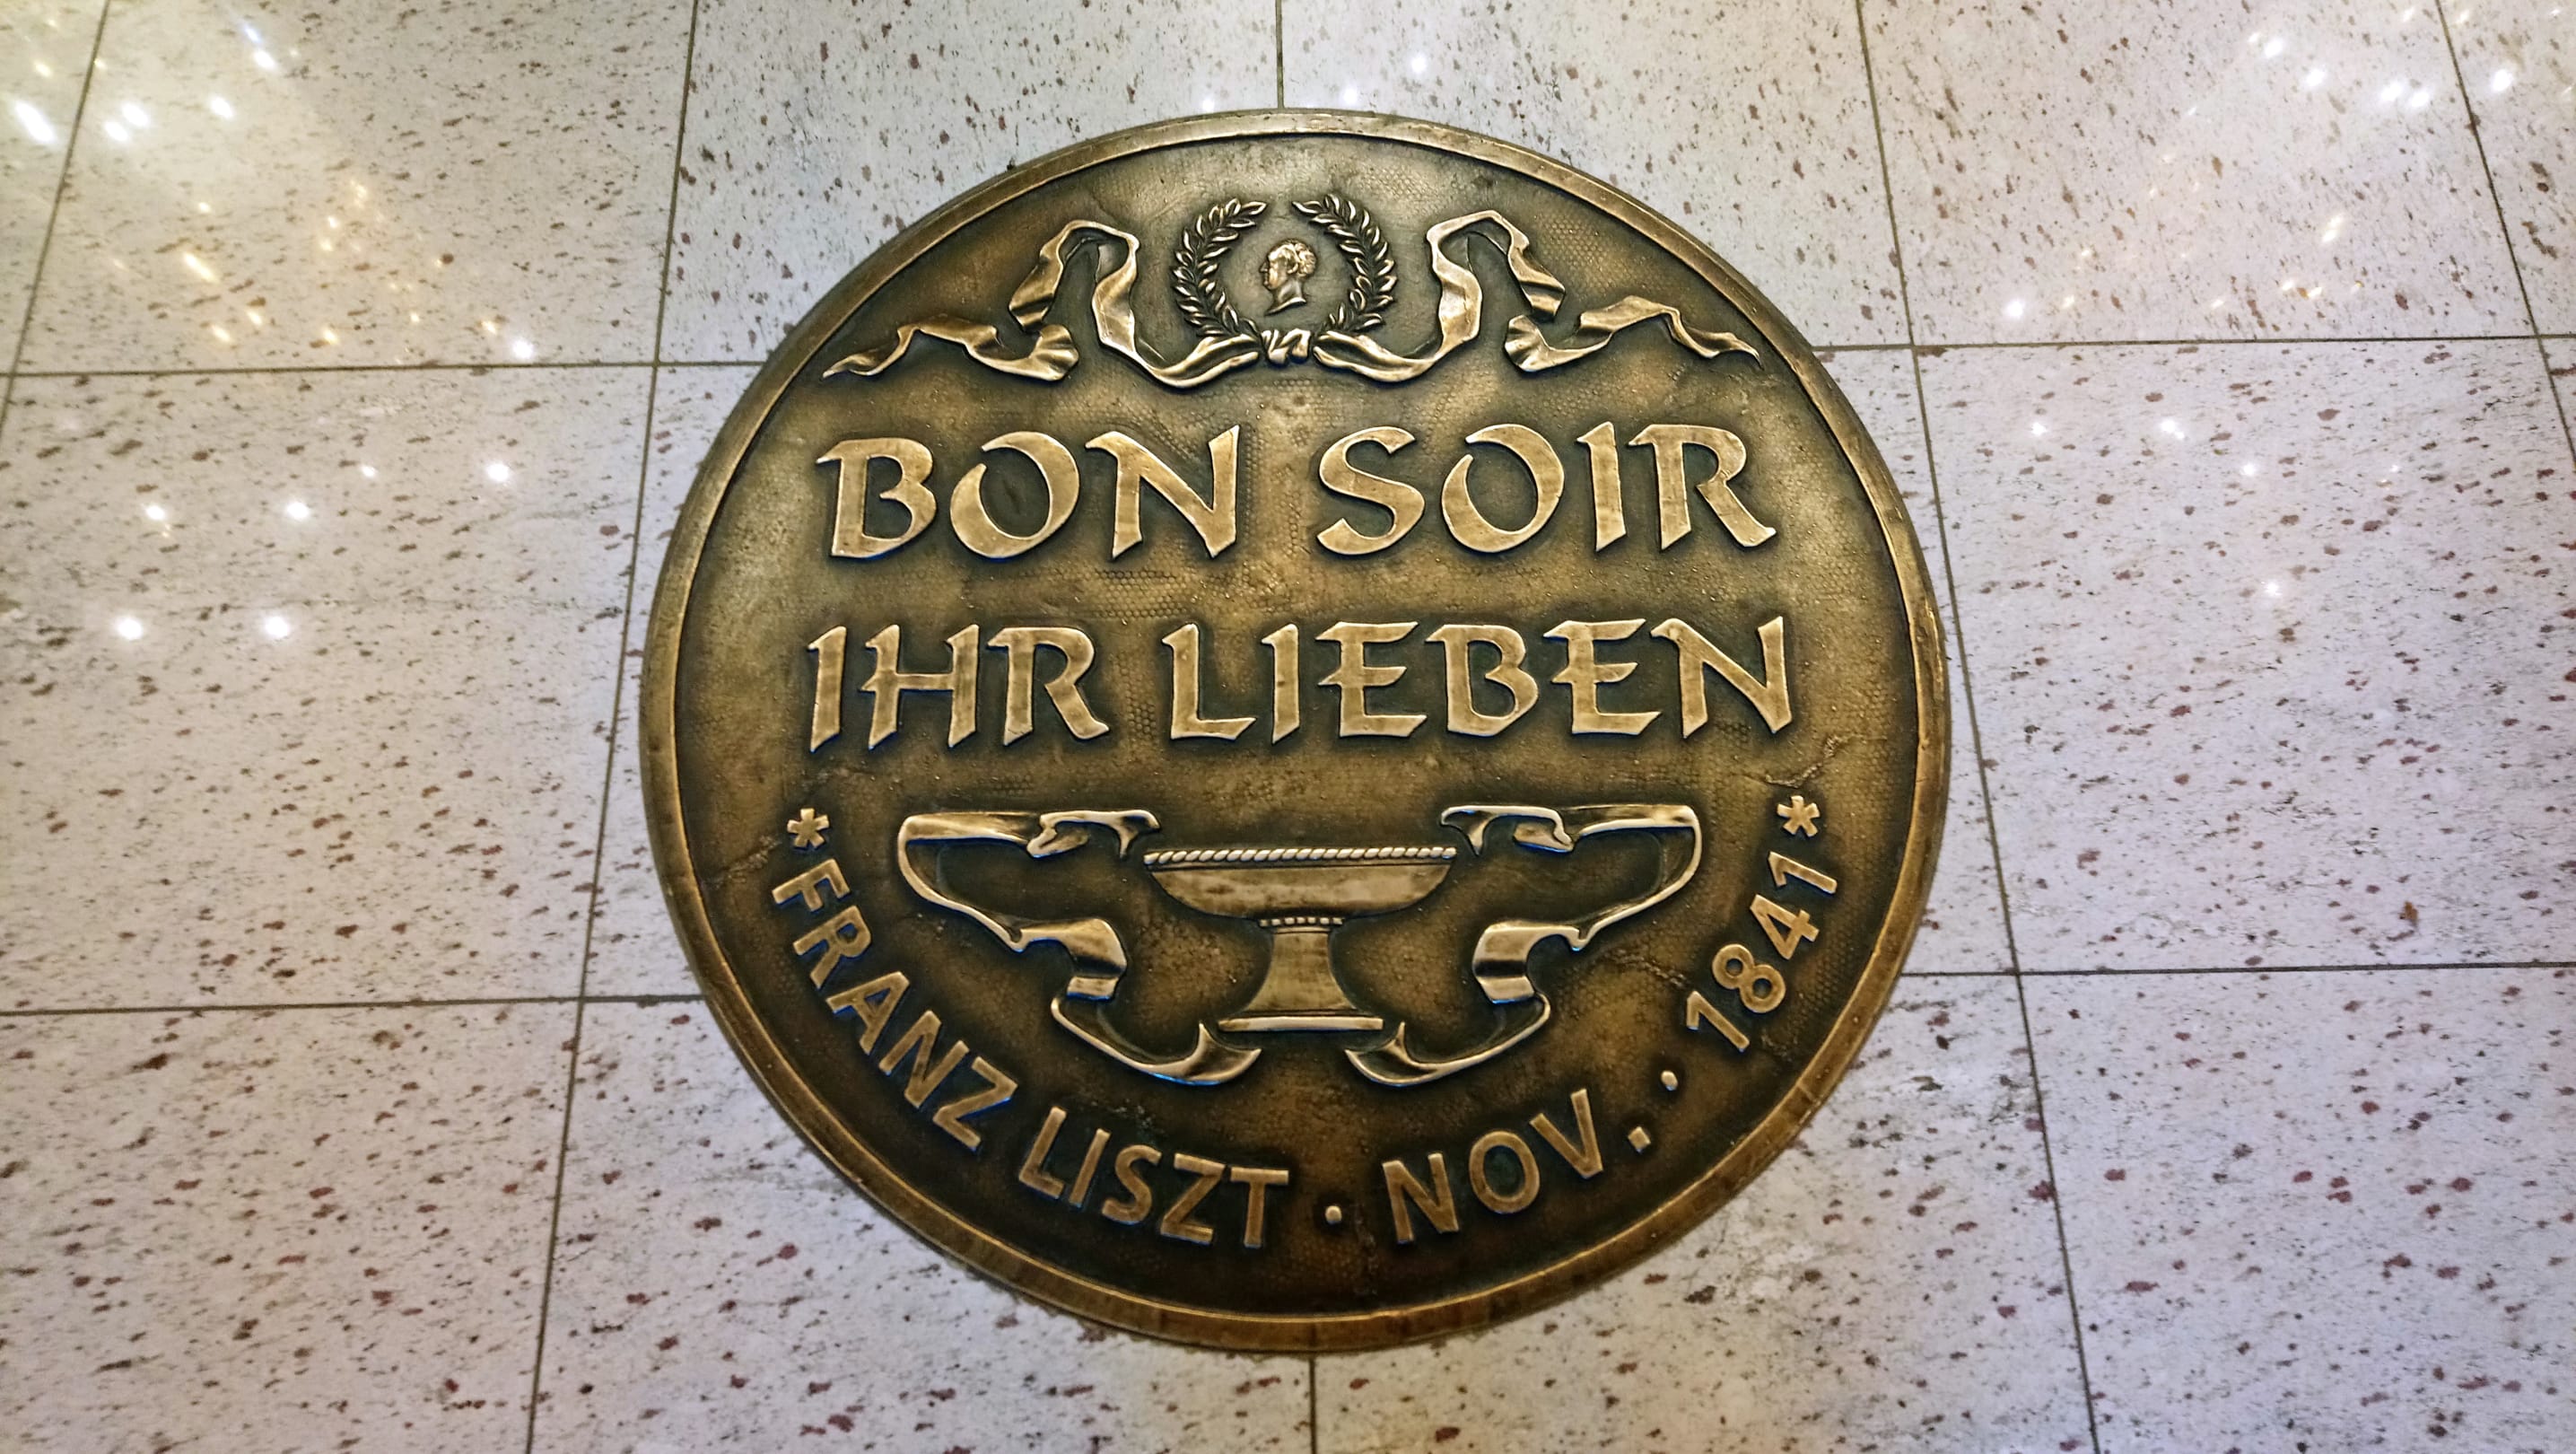 BON SOIR
IHR LIEBEN
*FRANZ LISZT · NOV. · 1841*